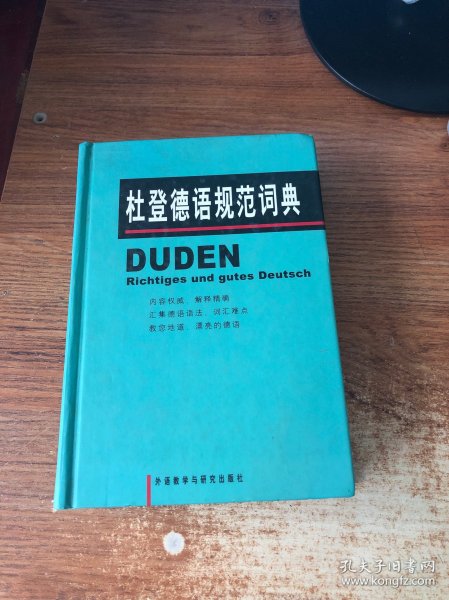 杜登德语规范词典
DUDEN
Richtiges und gutes Deutsch
内容权威、解释精确
汇集德语语法、词汇难点
教您地道、漂亮的德语
外语教学与研究出版社
孔夫子旧书网
www.kongfz.com